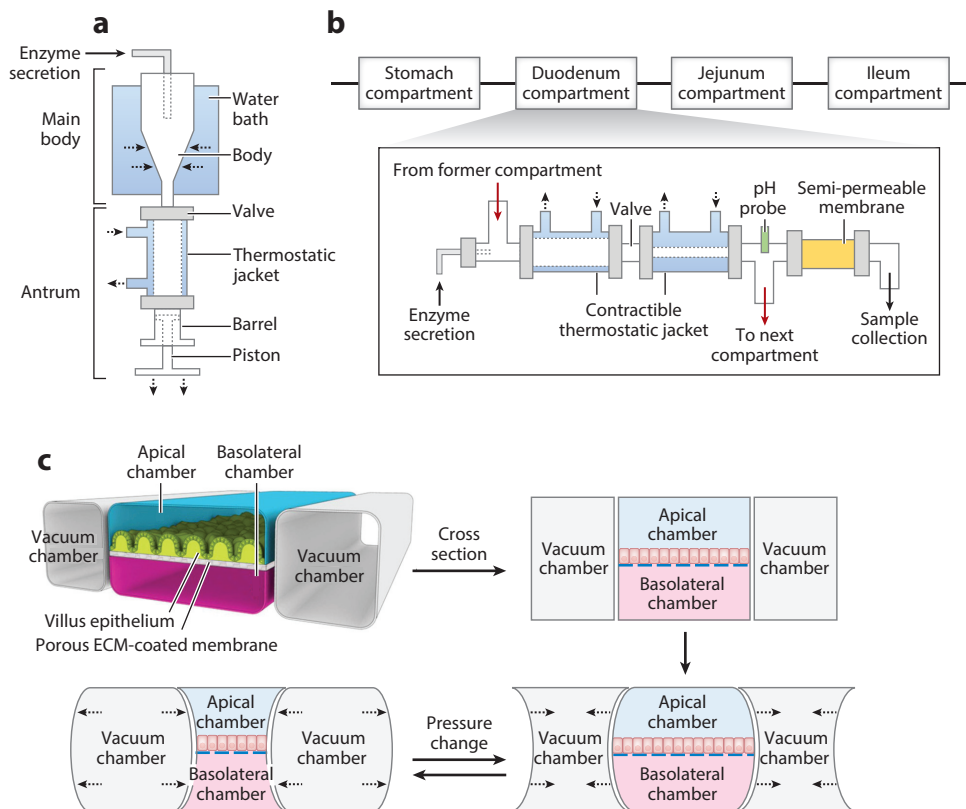 a
Enzyme
secretion
Main
body
Water
bath
Body
Valve
Thermostatic
jacket
Antrum
Barrel
Piston
b
Stomach
compartment
Duodenum
compartment
Jejunum
compartment
Ileum
compartment
From former compartment
Valve
pH
probe
Semi-permeable
membrane
Enzyme
secretion
Contractible
thermostatic jacket
To next
compartment
Sample
collection
c
Apical
chamber
Basolateral
chamber
Vacuum
chamber
Vacuum
chamber
Villus epithelium
Porous ECM-coated membrane
Cross
section
Vacuum
chamber
Apical
chamber
Basolateral
chamber
Vacuum
chamber
Vacuum
chamber
Apical
chamber
Basolateral
chamber
Vacuum
chamber
Pressure
change
Vacuum
chamber
Apical
chamber
Basolateral
chamber
Vacuum
chamber